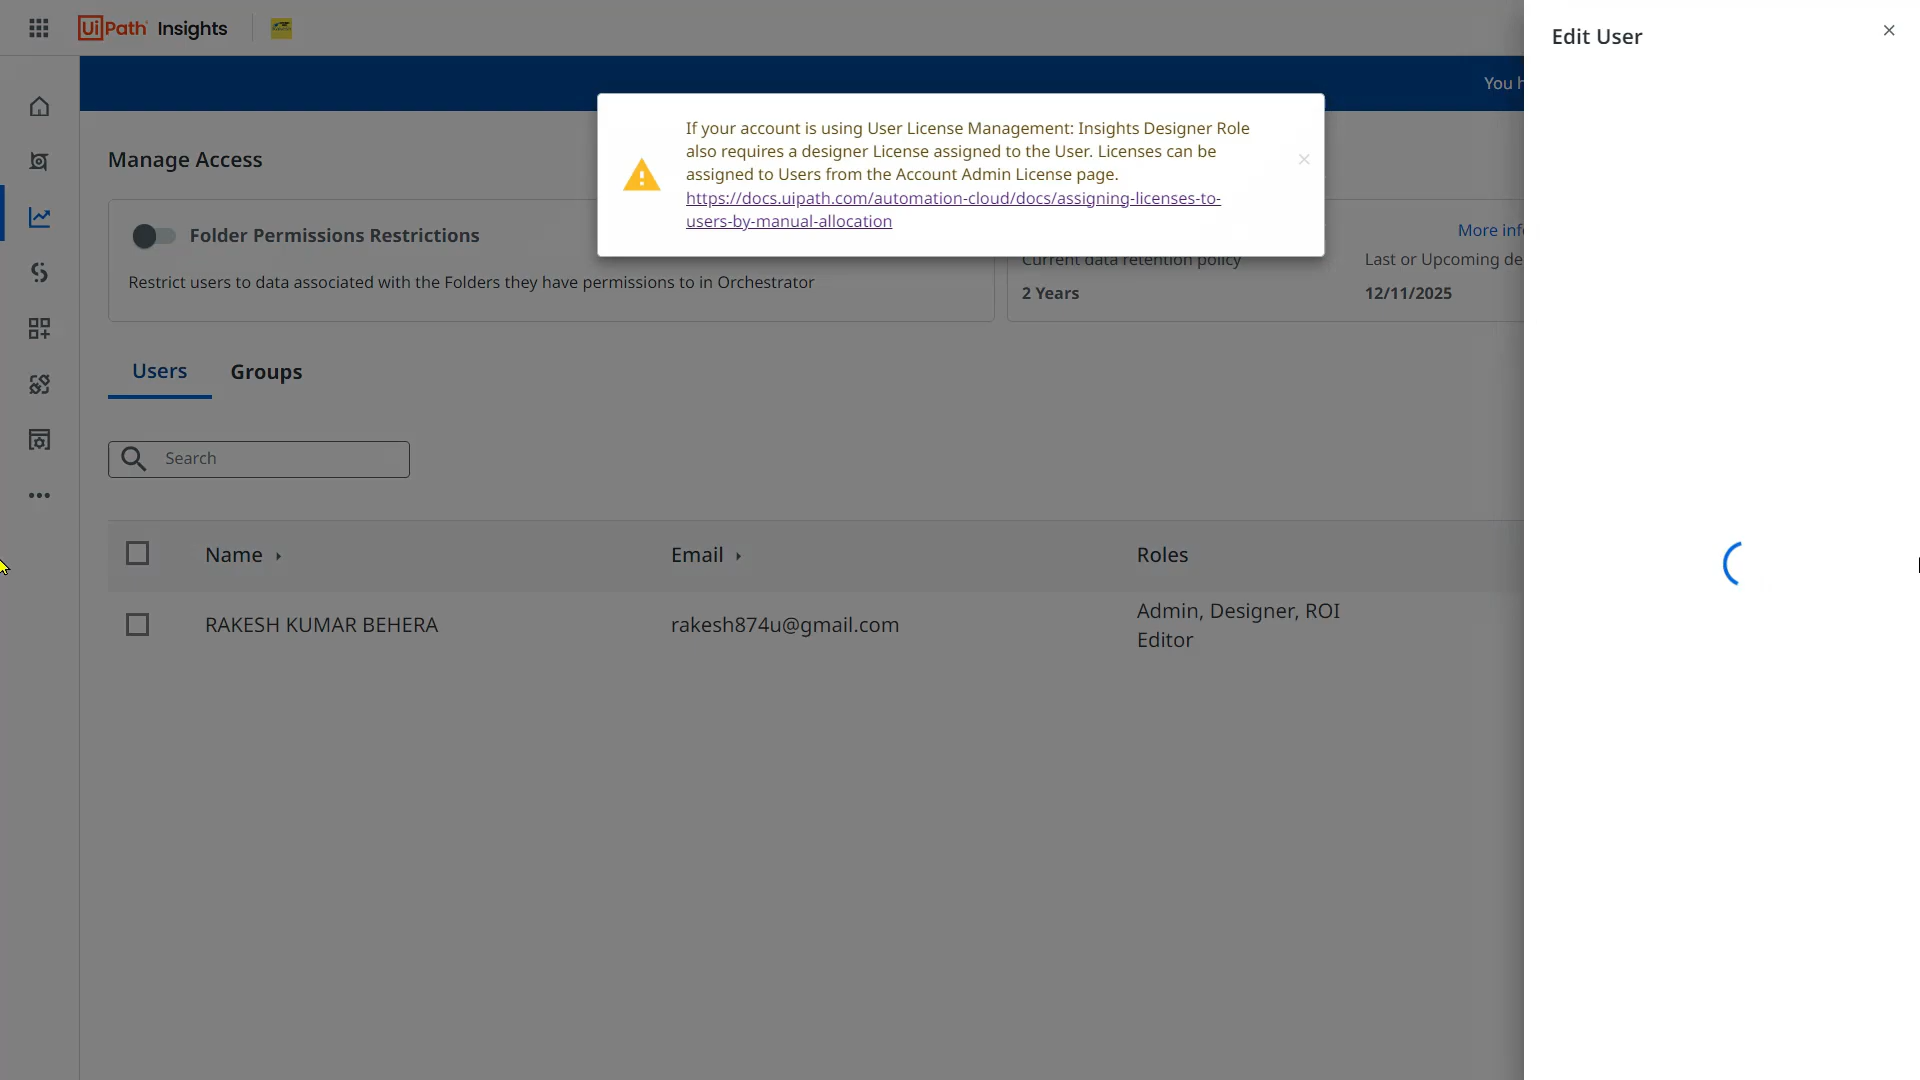 UiPath Insights
Edit User
You h
If your account is using User License Management: Insights Designer Role
also requires a designer License assigned to the User. Licenses can be
assigned to Users from the Account Admin License page.
https://docs.uipath.com/automation-cloud/docs/assigning-licenses-to-
users-by-manual-allocation
Manage Access
Folder Permissions Restrictions
Restrict users to data associated with the Folders they have permissions to in Orchestrator
More inf
Current data retention policy
Last or Upcoming de
2 Years
12/11/2025
Users
Groups
Search
Name
Email
Roles
RAKESH KUMAR BEHERA
rakesh874u@gmail.com
Admin, Designer, ROI
Editor